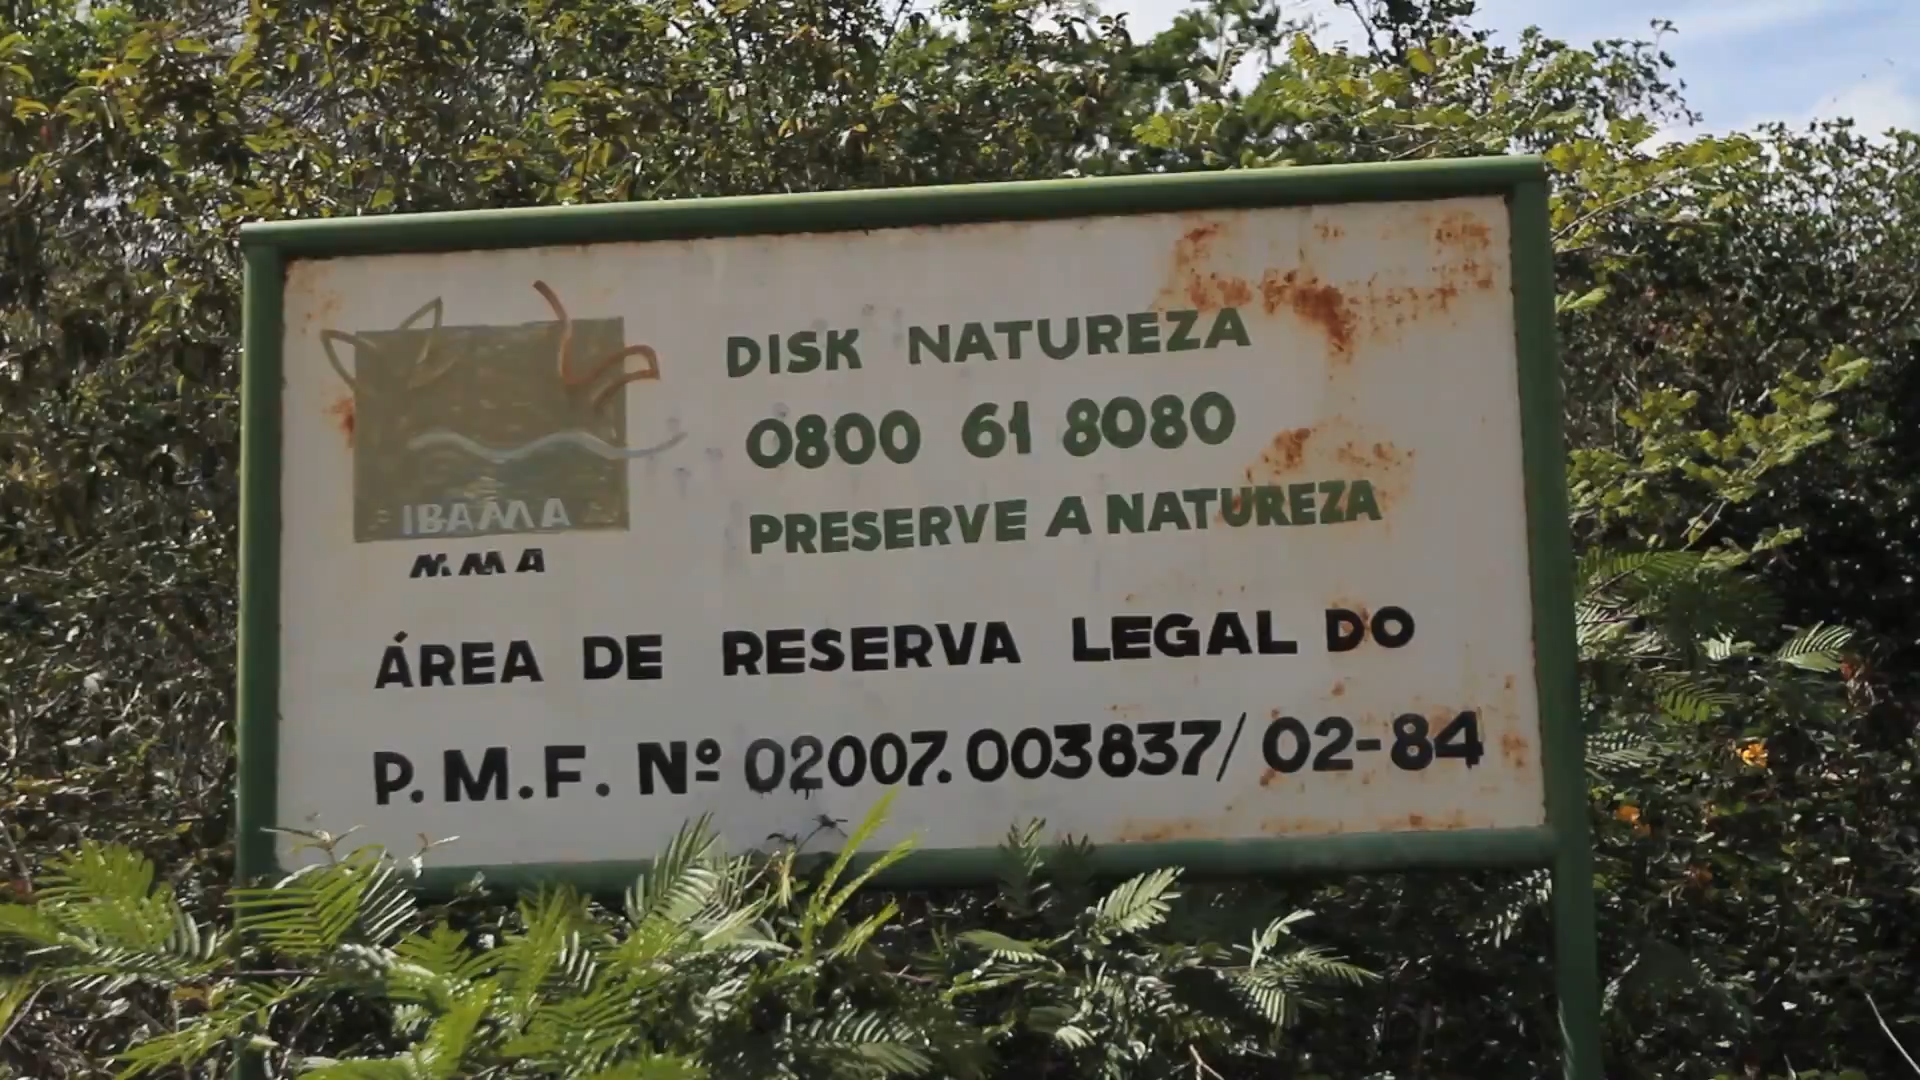 DISK NATUREZA
0800 61 8080
PRESERVE A NATUREZA
IBAMA
MMA
ÁREA DE RESERVA LEGAL DO
P.M.F. Nº 02007.003837/02-84